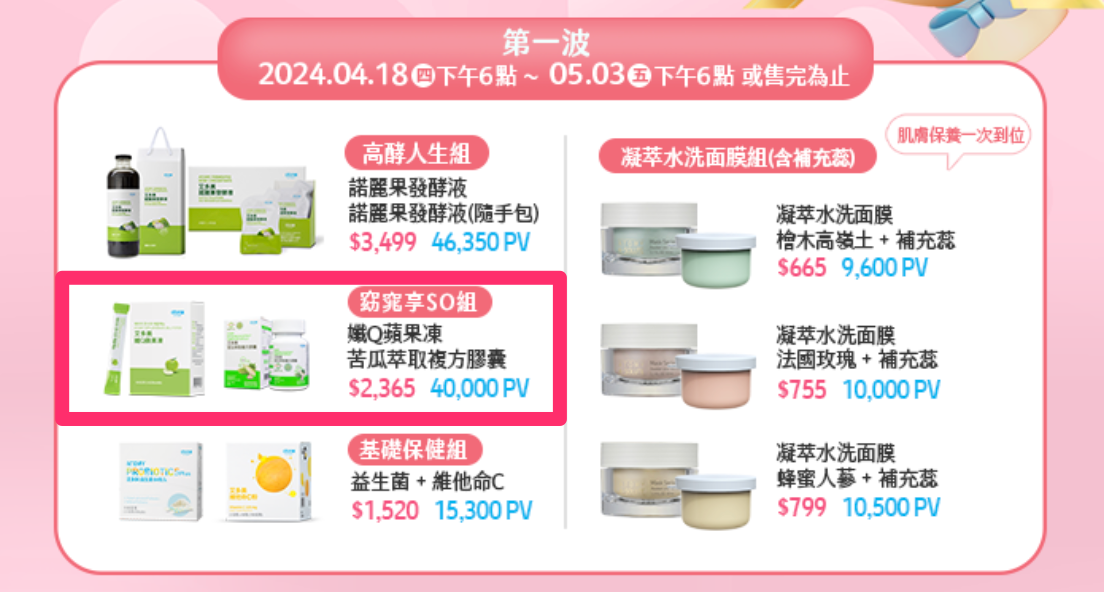 第一波
2024.04.18四下午6點 ~ 05.03五下午6點 或售完為止
高酵人生組
諾麗果發酵液
諾麗果發酵液(隨手包)
$3,499 46,350 PV
窈窕享SO組
孅Q蘋果凍
苦瓜萃取複方膠囊
$2,365 40,000 PV
基礎保健組
益生菌 + 維他命C
$1,520 15,300 PV
肌膚保養一次到位
凝萃水洗面膜組(含補充蕊)
凝萃水洗面膜
檜木高嶺土 + 補充蕊
$665 9,600 PV
凝萃水洗面膜
法國玫瑰 + 補充蕊
$755 10,000 PV
凝萃水洗面膜
蜂蜜人蔘 + 補充蕊
$799 10,500 PV
PROBIOTICS